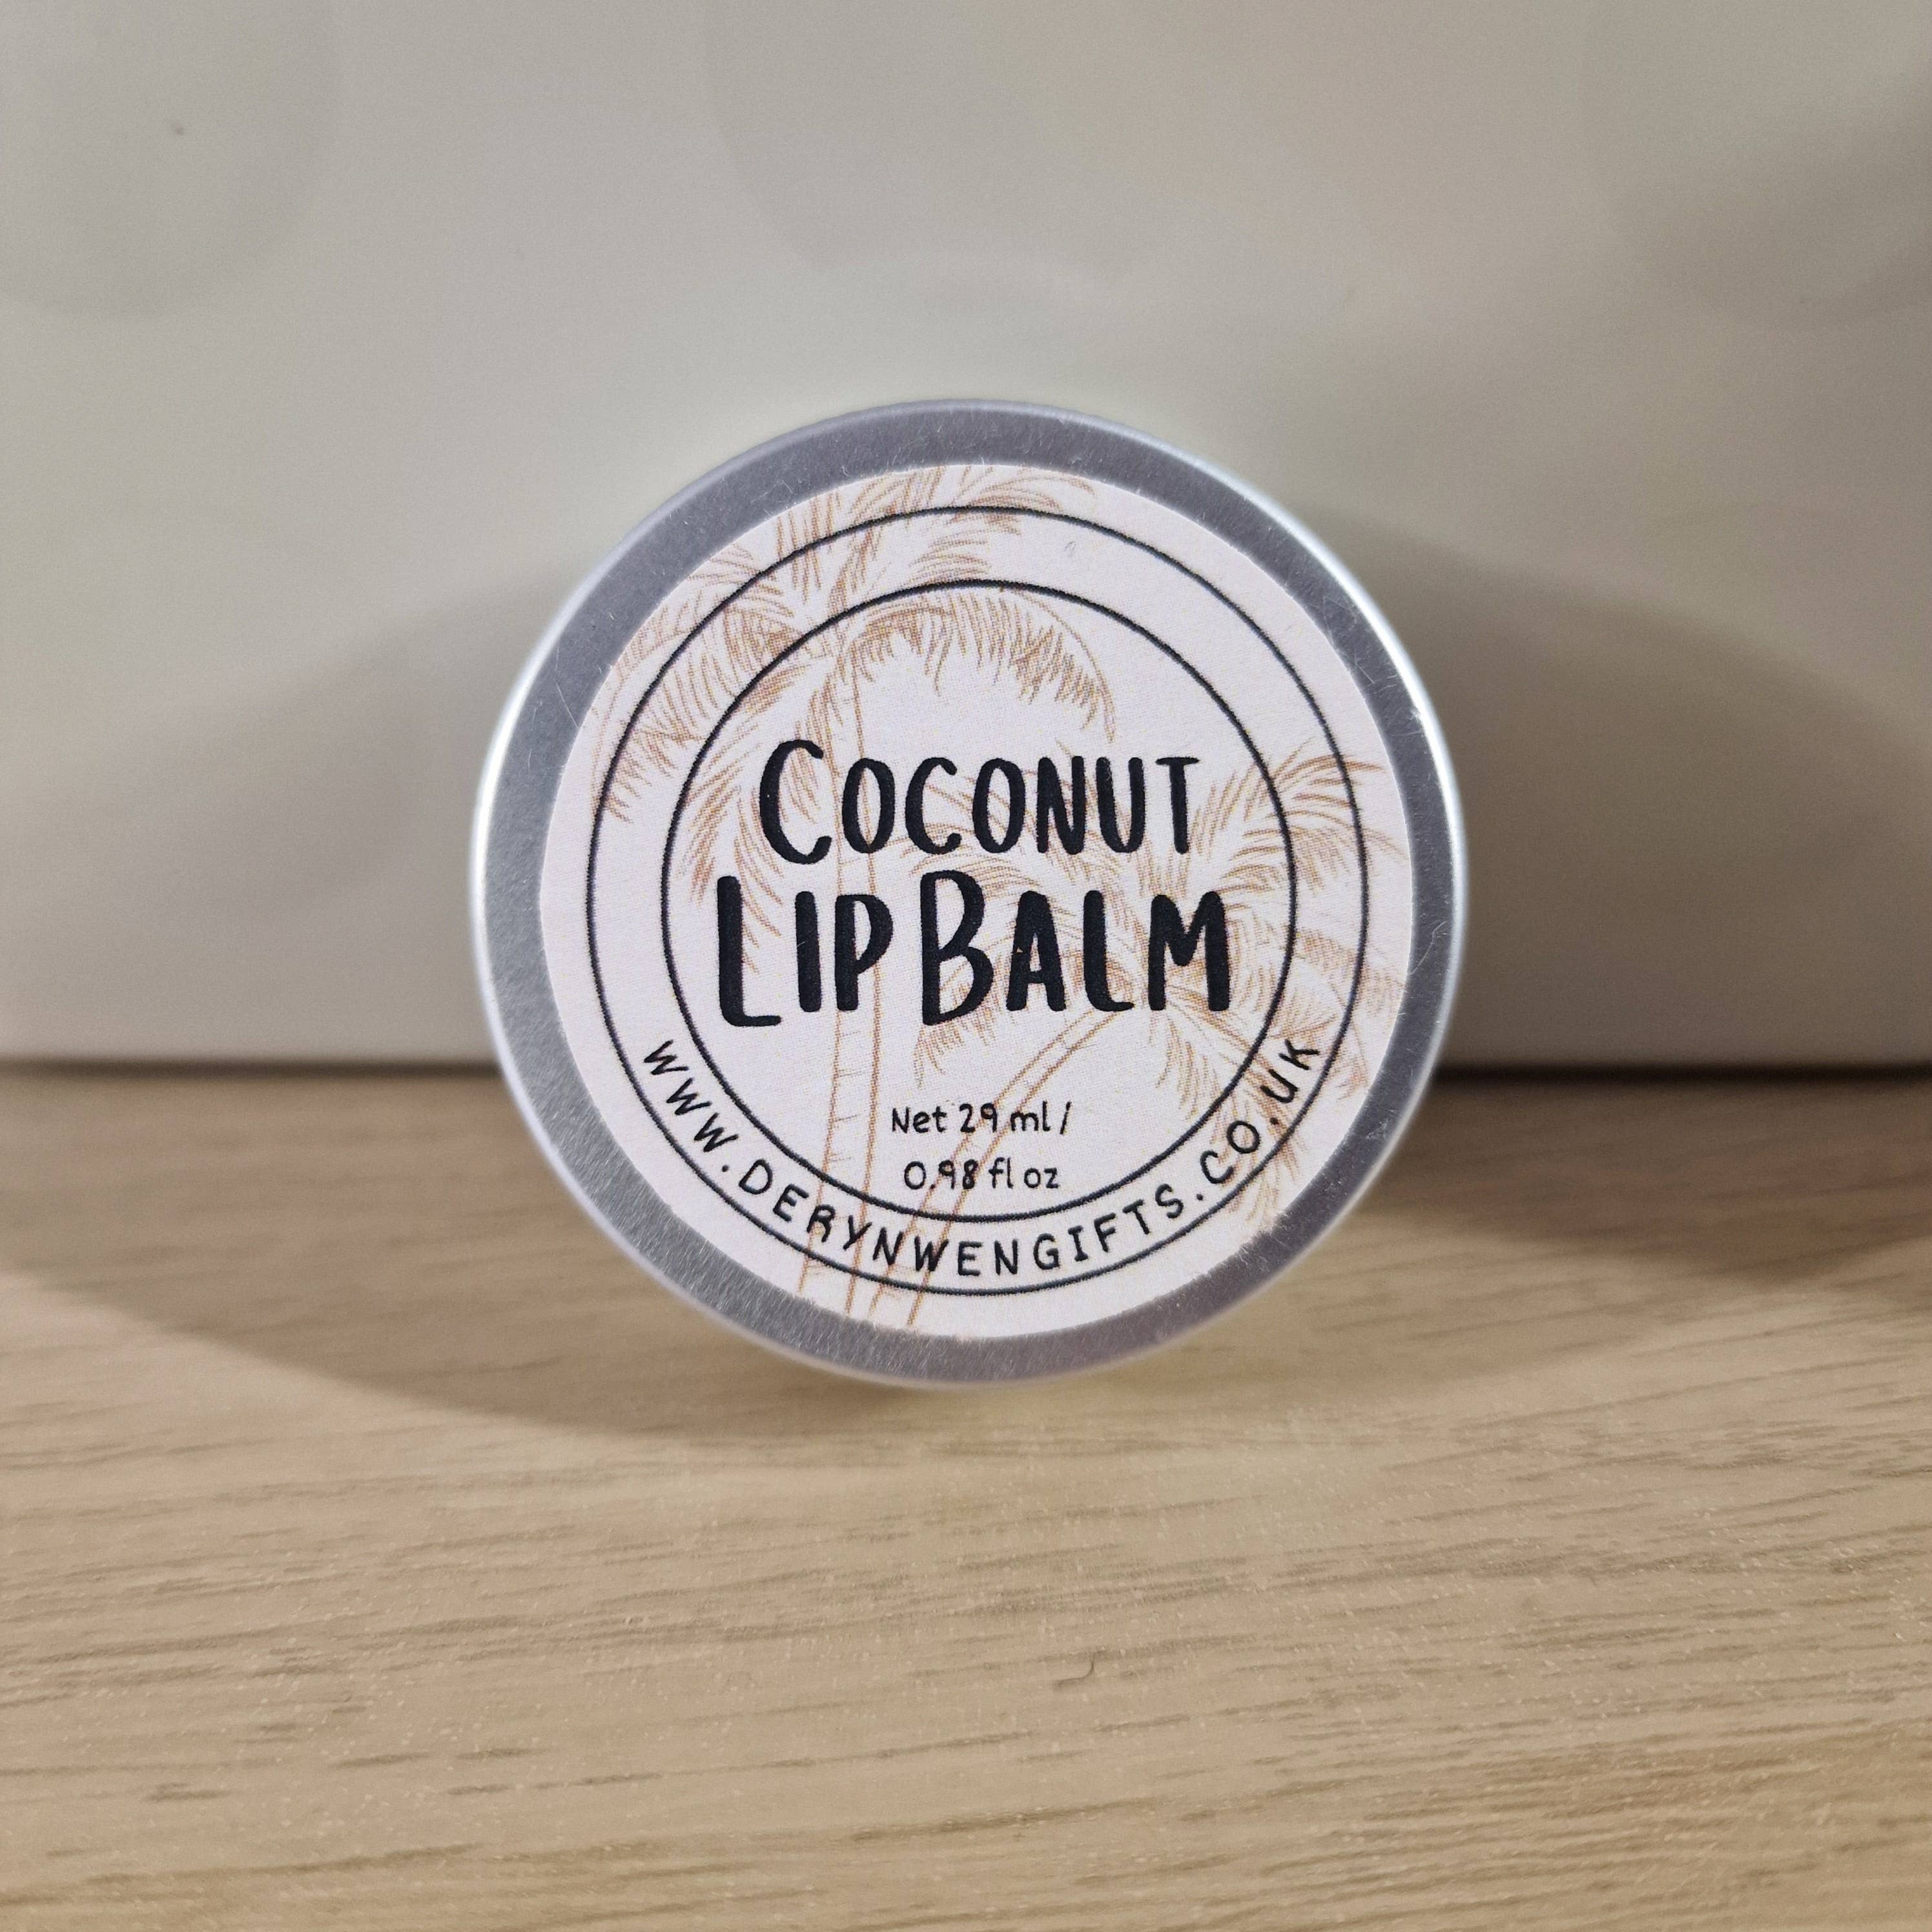 Coconut
Lip Balm
Net 29 ml /
0.98 fl oz
WWW.DERYNWENGIFTS.CO.UK